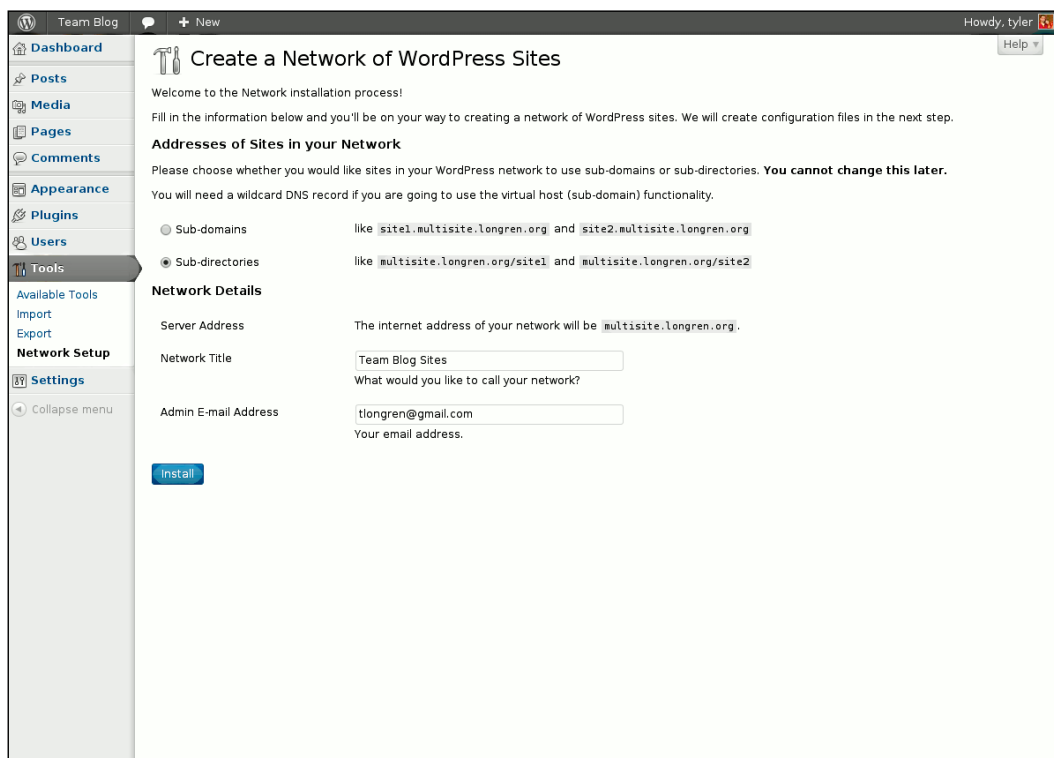 Team Blog
New
Howdy, tyler
Help
Dashboard
Posts
Media
Pages
Comments
Appearance
Plugins
Users
Tools
Available Tools
Import
Export
Network Setup
Settings
Collapse menu
Create a Network of WordPress Sites
Welcome to the Network installation process!
Fill in the information below and you'll be on your way to creating a network of WordPress sites. We will create configuration files in the next step.
Addresses of Sites in your Network
Please choose whether you would like sites in your WordPress network to use sub-domains or sub-directories. You cannot change this later.
You will need a wildcard DNS record if you are going to use the virtual host (sub-domain) functionality.
Sub-domains like site1.multisite.longren.org and site2.multisite.longren.org
Sub-directories like multisite.longren.org/site1 and multisite.longren.org/site2
Network Details
Server Address The internet address of your network will be multisite.longren.org.
Network Title Team Blog Sites
What would you like to call your network?
Admin E-mail Address tlongren@gmail.com
Your email address.
Install